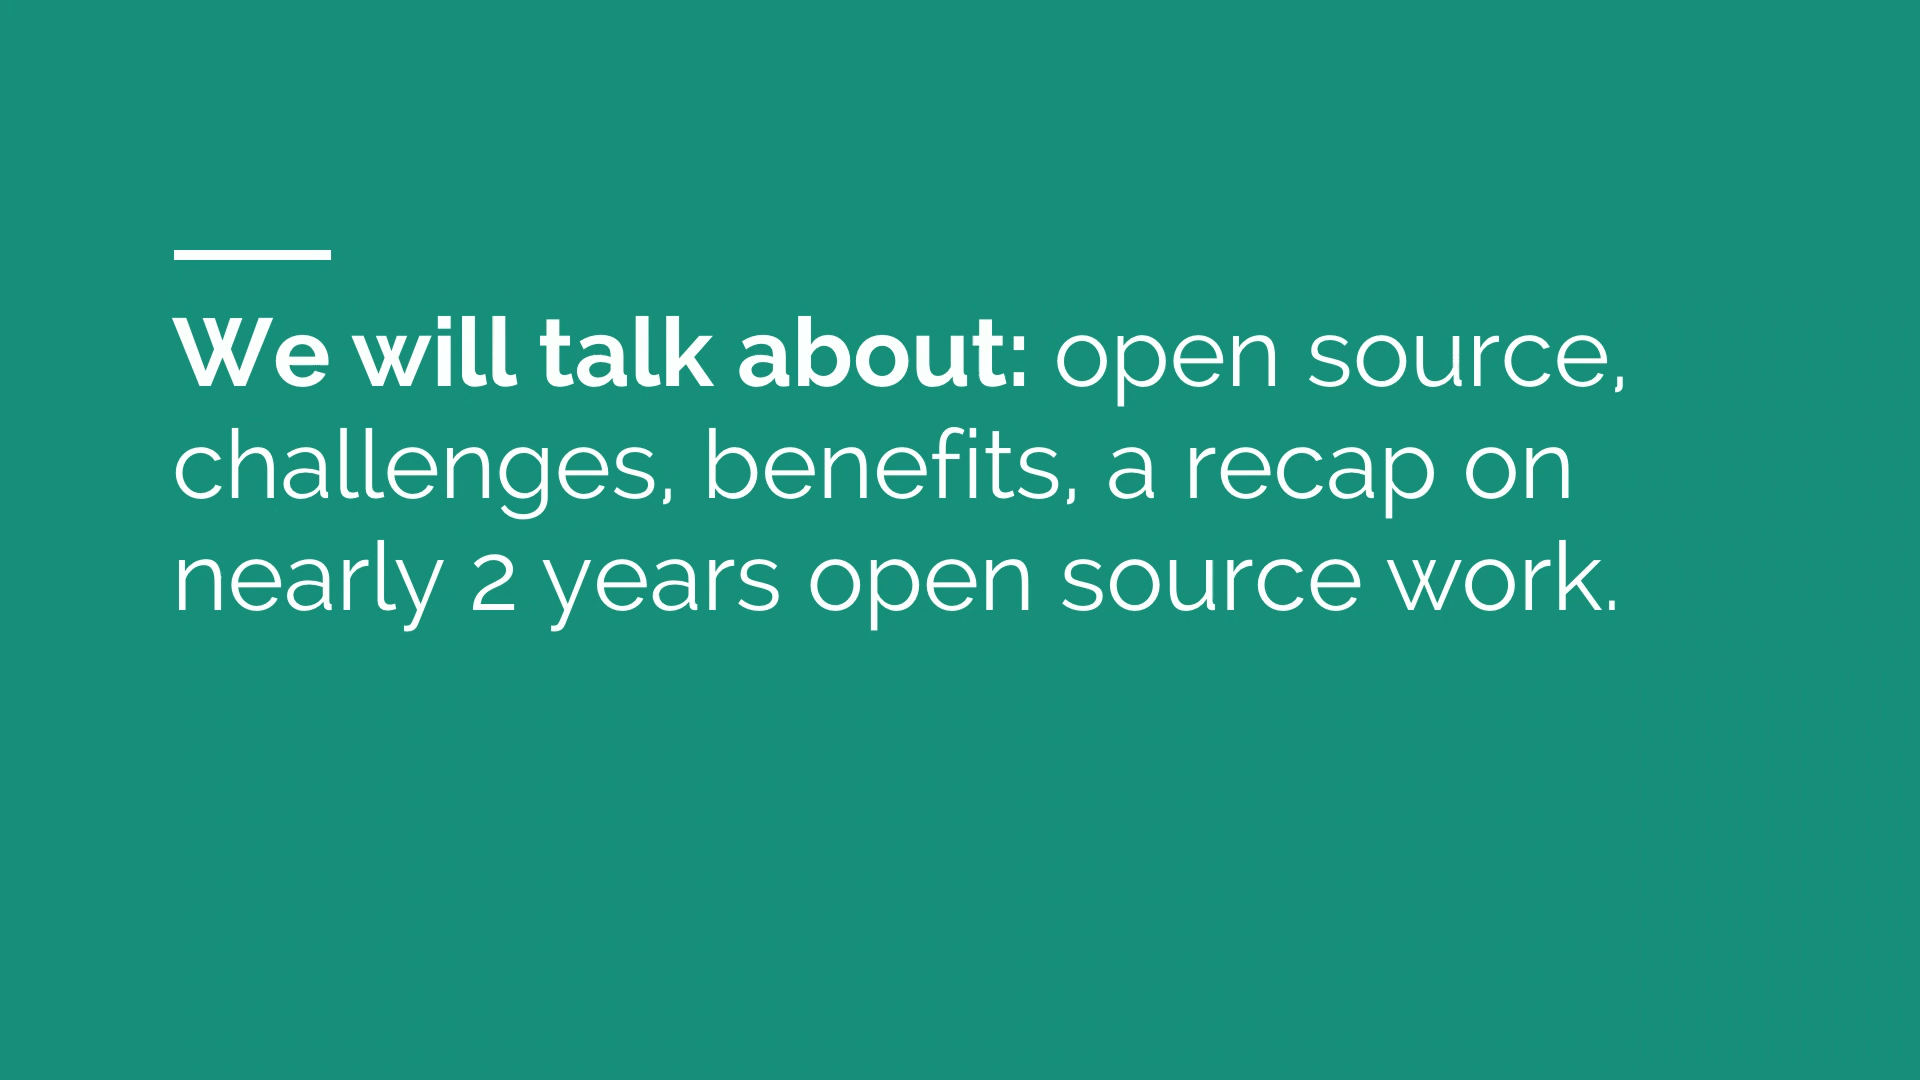 We will talk about: open source,
challenges, benefits, a recap on
nearly 2 years open source work.